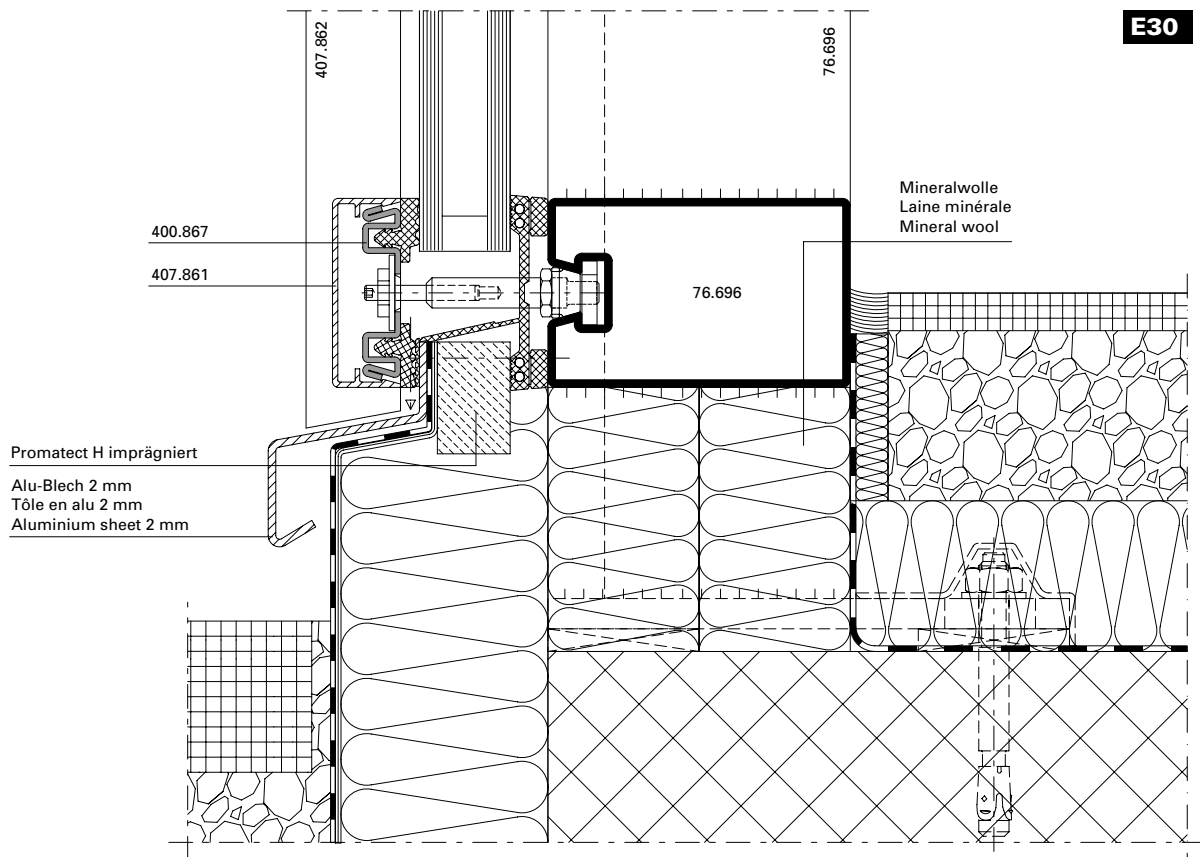 E30
407.862
76.696
400.867
407.861
76.696
Mineralwolle
Laine minérale
Mineral wool
Promatect H imprägniert
Alu-Blech 2 mm
Tôle en alu 2 mm
Aluminium sheet 2 mm